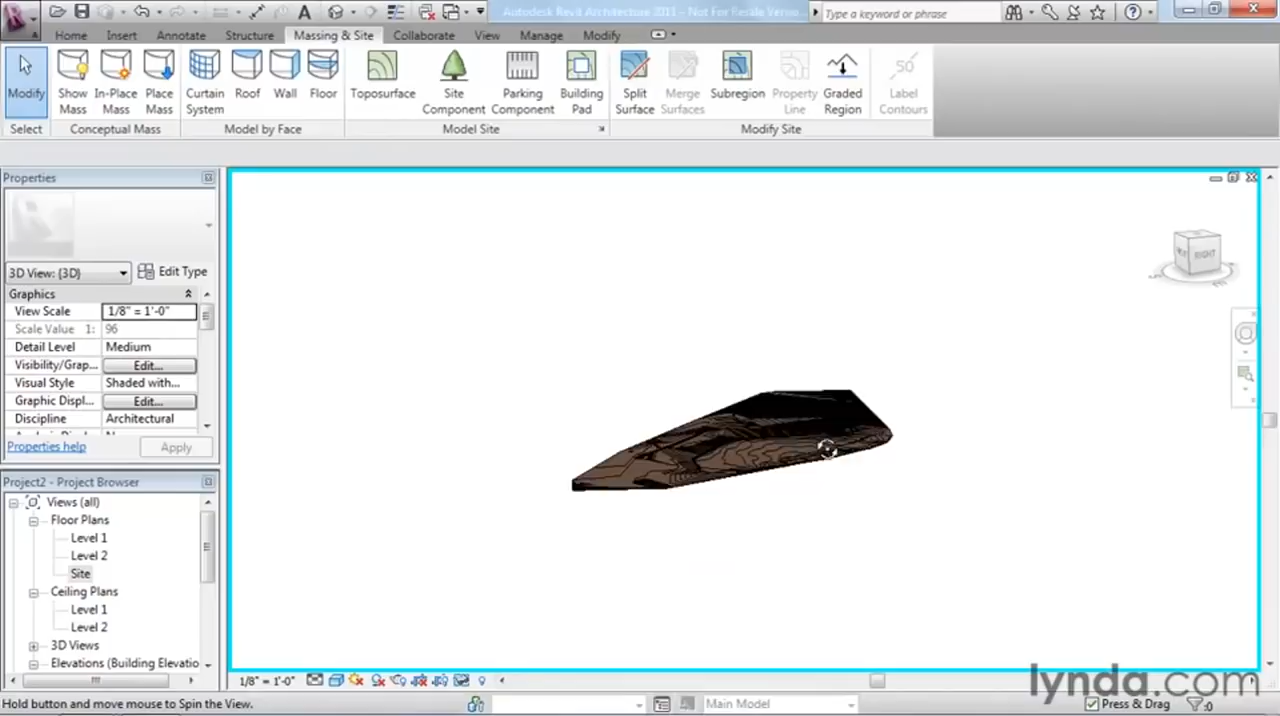 Autodesk Revit Architecture 2011 - Not For Resale Versio...
Type a keyword or phrase
Home Insert Annotate Structure Massing & Site Collaborate View Manage Modify
Modify
Show Mass
In-Place Mass
Place Mass
Curtain System
Roof
Wall
Floor
Toposurface
Site Component
Parking Component
Building Pad
Split Surface
Merge Surfaces
Subregion
Property Line
Graded Region
50
Label Contours
Select
Conceptual Mass
Model by Face
Model Site
Modify Site
Properties
3D View: {3D}
Edit Type
Graphics
View Scale 1/8" = 1'-0"
Scale Value 1: 96
Detail Level Medium
Visibility/Grap... Edit...
Visual Style Shaded with...
Graphic Displ... Edit...
Discipline Architectural
Properties help
Apply
Project2 - Project Browser
Views (all)
Floor Plans
Level 1
Level 2
Site
Ceiling Plans
Level 1
Level 2
3D Views
Elevations (Building Elevatio
RIGHT
1/8" = 1'-0"
lynda.com
Hold button and move mouse to Spin the View.
Main Model
Press & Drag
:0